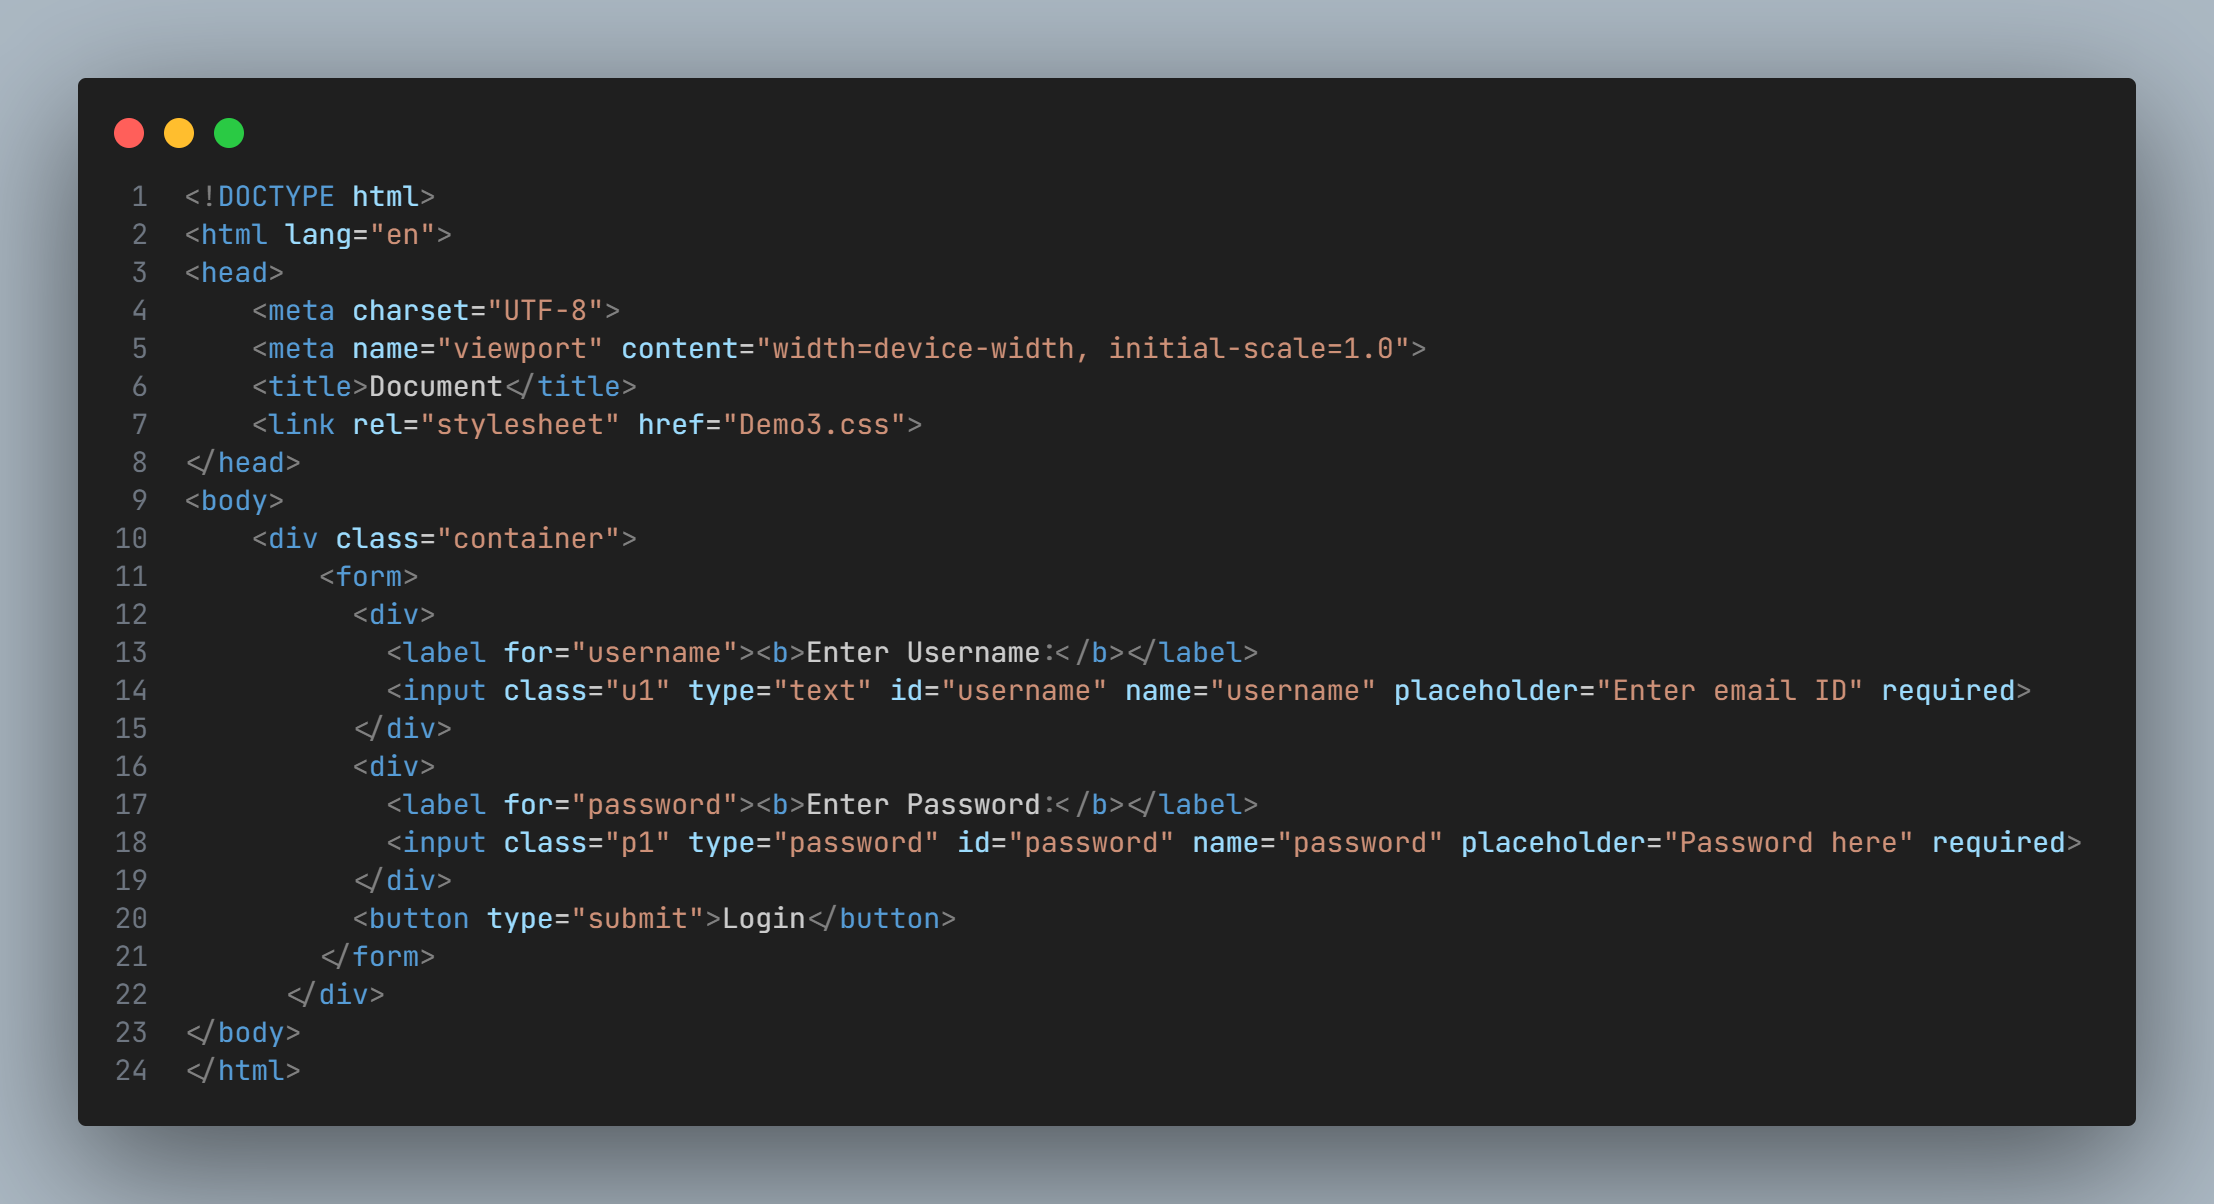 1 <!DOCTYPE html>
2 <html lang="en">
3 <head>
4     <meta charset="UTF-8">
5     <meta name="viewport" content="width=device-width, initial-scale=1.0">
6     <title>Document</title>
7     <link rel="stylesheet" href="Demo3.css">
8 </head>
9 <body>
10     <div class="container">
11         <form>
12           <div>
13             <label for="username"><b>Enter Username:</b></label>
14             <input class="u1" type="text" id="username" name="username" placeholder="Enter email ID" required>
15           </div>
16           <div>
17             <label for="password"><b>Enter Password:</b></label>
18             <input class="p1" type="password" id="password" name="password" placeholder="Password here" required>
19           </div>
20           <button type="submit">Login</button>
21         </form>
22       </div>
23 </body>
24 </html>